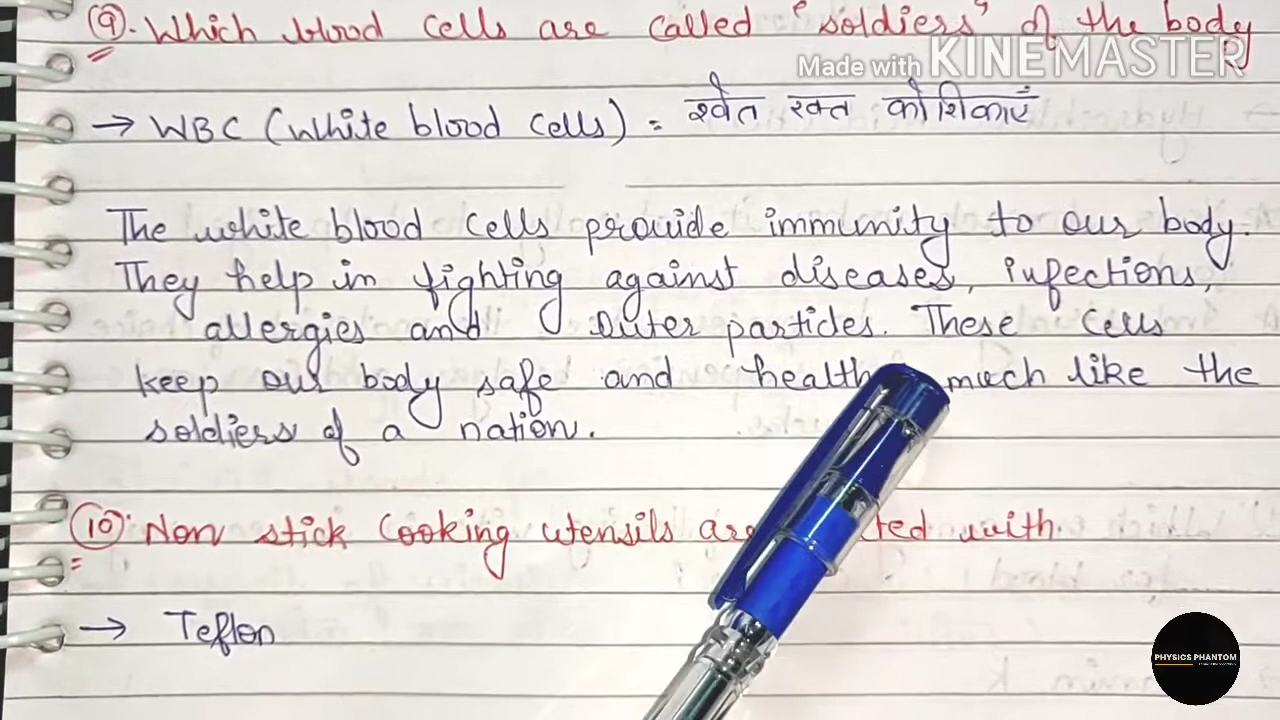 (9). Which blood cells are called "soldiers" of the body
Made with KINEMASTER
→ WBC (White blood cells) = श्वेत रक्त कोशिकाएं
The white blood cells provide immunity to our body.
They help in fighting against diseases, infections,
allergies and outer particles. These cells
keep our body safe and health much like the
soldiers of a nation.
(10). Non stick cooking utensils are ted with.
→ Teflon
PHYSICS PHANTOM